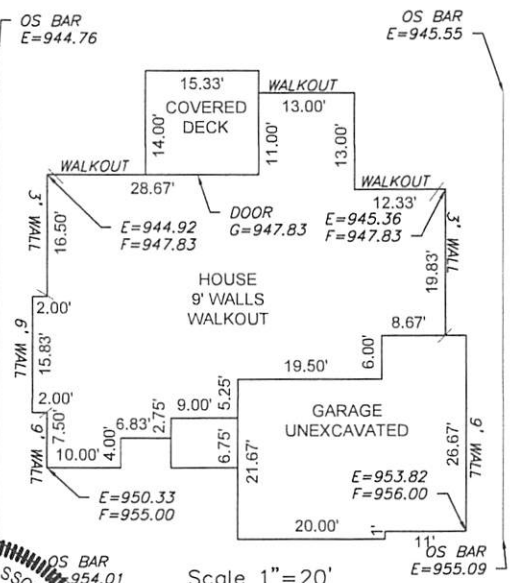 OS BAR
E=944.76
OS BAR
E=945.55
15.33'
COVERED
DECK
14.00'
11.00'
WALKOUT
13.00'
13.00'
WALKOUT
28.67'
WALKOUT
12.33'
3' WALL
16.50'
E=944.92
F=947.83
DOOR
G=947.83
E=945.36
F=947.83
3' WALL
19.83'
HOUSE
9' WALLS
WALKOUT
2.00'
6' WALL
15.83'
8.67'
6.00'
19.50'
2.00'
9' WALL
7.50'
10.00'
4.00'
6.83'
2.75'
9.00'
5.25'
6.75'
21.67'
GARAGE
UNEXCAVATED
26.67'
9' WALL
E=950.33
F=955.00
E=953.82
F=956.00
20.00'
1'
11'
OS BAR
954.01
Scale 1"=20'
OS BAR
E=955.09